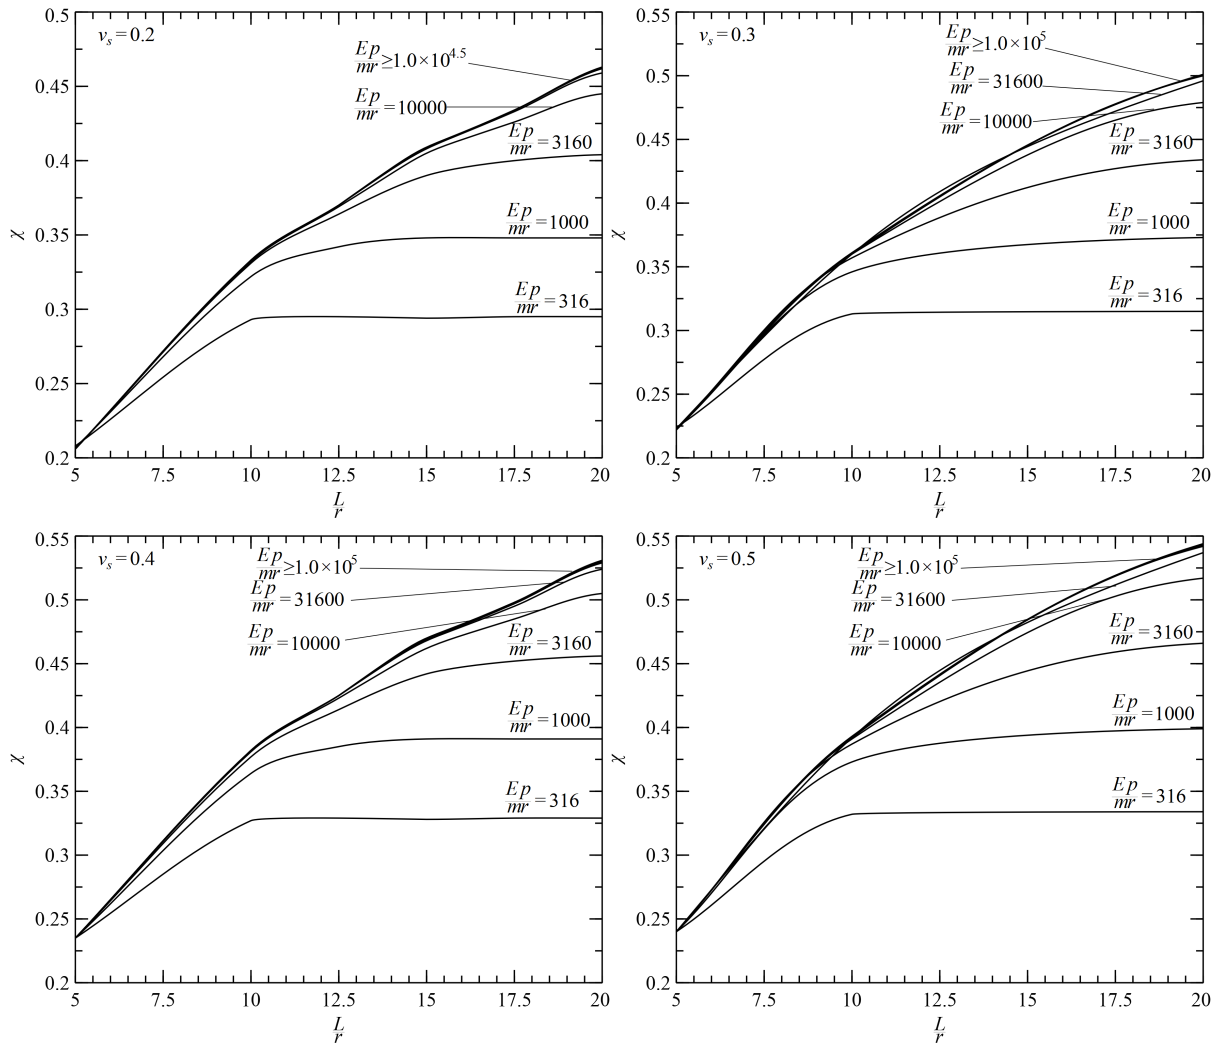 v_s=0.2
Ep/mr≥1.0×10^4.5
Ep/mr=10000
Ep/mr=3160
Ep/mr=1000
Ep/mr=316
0.5
0.45
0.4
0.35
0.3
0.25
0.2
χ
5 7.5 10 12.5 15 17.5 20
L/r
v_s=0.3
Ep/mr≥1.0×10^5
Ep/mr=31600
Ep/mr=10000
Ep/mr=3160
Ep/mr=1000
Ep/mr=316
0.55
0.5
0.45
0.4
0.35
0.3
0.25
0.2
χ
5 7.5 10 12.5 15 17.5 20
L/r
v_s=0.4
Ep/mr≥1.0×10^5
Ep/mr=31600
Ep/mr=10000
Ep/mr=3160
Ep/mr=1000
Ep/mr=316
0.55
0.5
0.45
0.4
0.35
0.3
0.25
0.2
χ
5 7.5 10 12.5 15 17.5 20
L/r
v_s=0.5
Ep/mr≥1.0×10^5
Ep/mr=31600
Ep/mr=10000
Ep/mr=3160
Ep/mr=1000
Ep/mr=316
0.55
0.5
0.45
0.4
0.35
0.3
0.25
0.2
χ
5 7.5 10 12.5 15 17.5 20
L/r